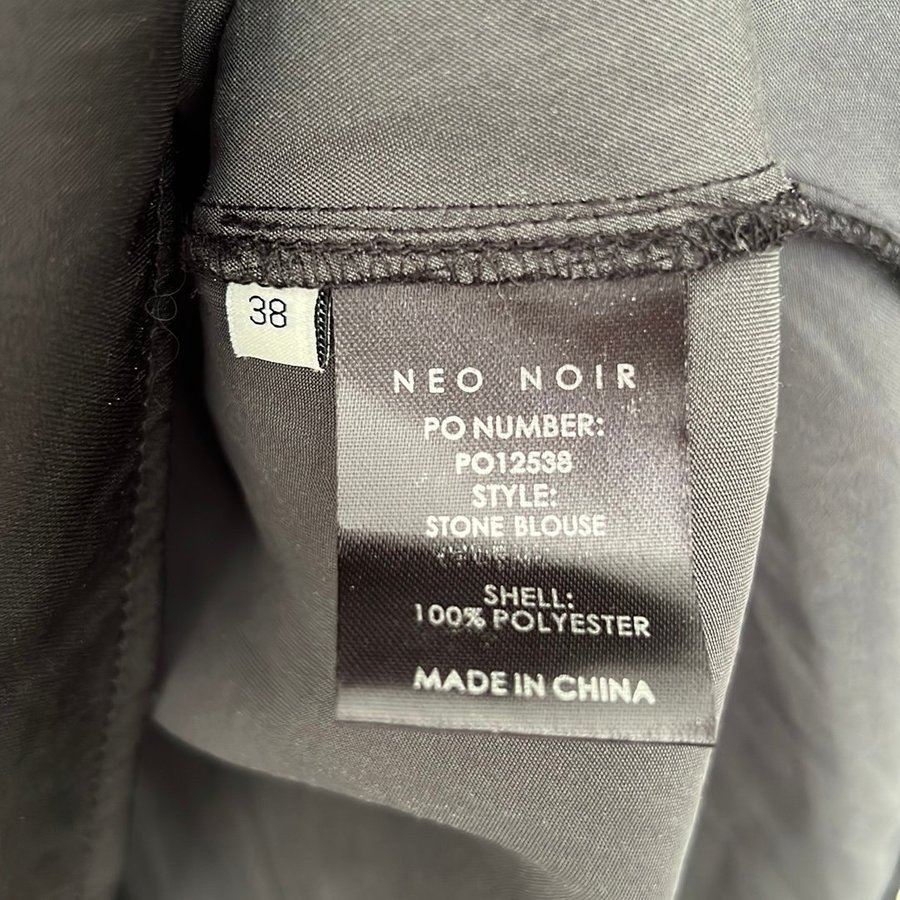 38
NEO NOIR
PO NUMBER:
PO12538
STYLE:
STONE BLOUSE
SHELL:
100% POLYESTER
MADE IN CHINA